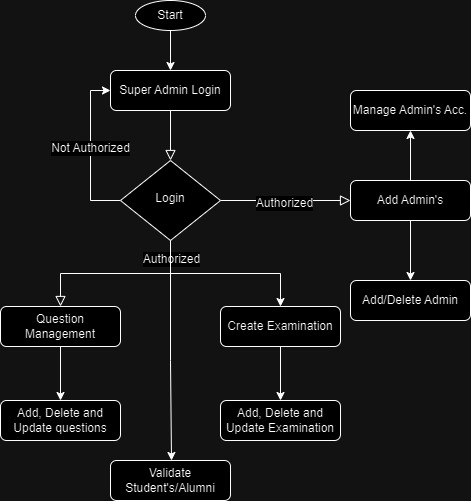 Start
Super Admin Login
Manage Admin's Acc.
Not Authorized
Login
Authorized
Add Admin's
Authorized
Add/Delete Admin
Question
Management
Create Examination
Add, Delete and
Update questions
Add, Delete and
Update Examination
Validate
Student's/Alumni